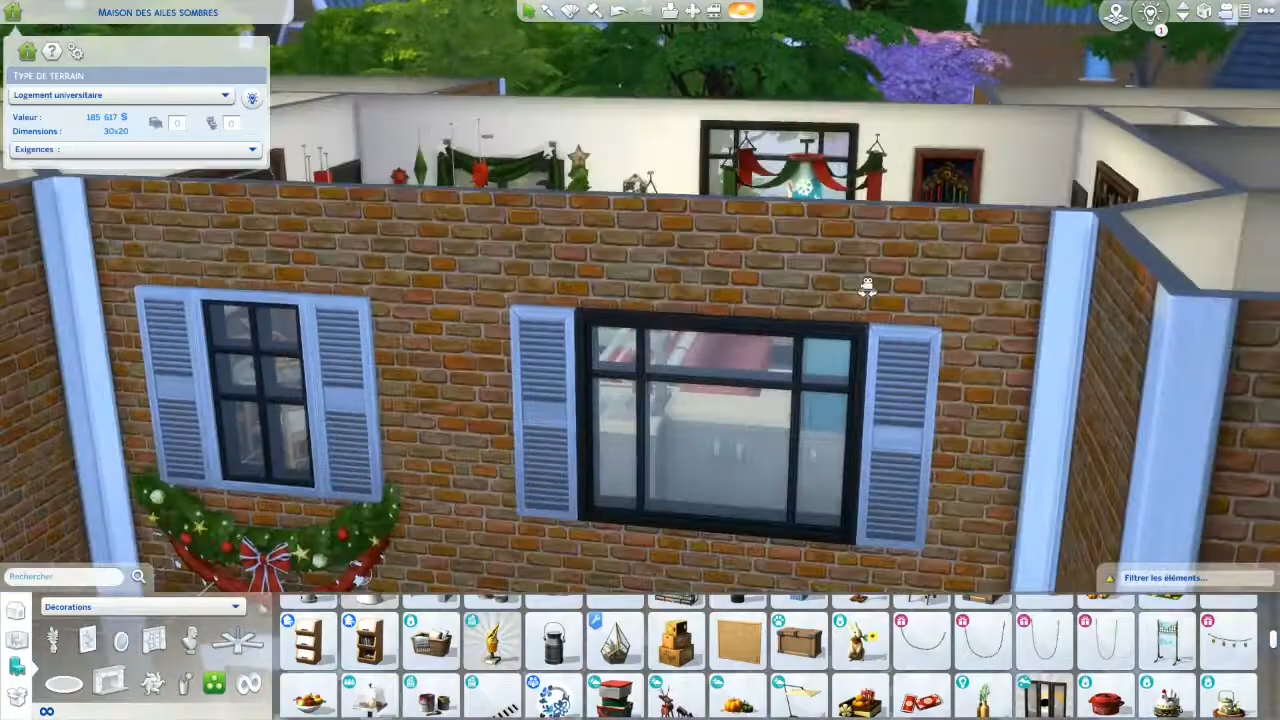 MAISON DES AILES SOMBRES
1
TYPE DE TERRAIN
Logement universitaire
Valeur : 185 617 §
0
0
Dimensions : 30x20
Exigences :
Rechercher
Filtrer les éléments...
Décorations